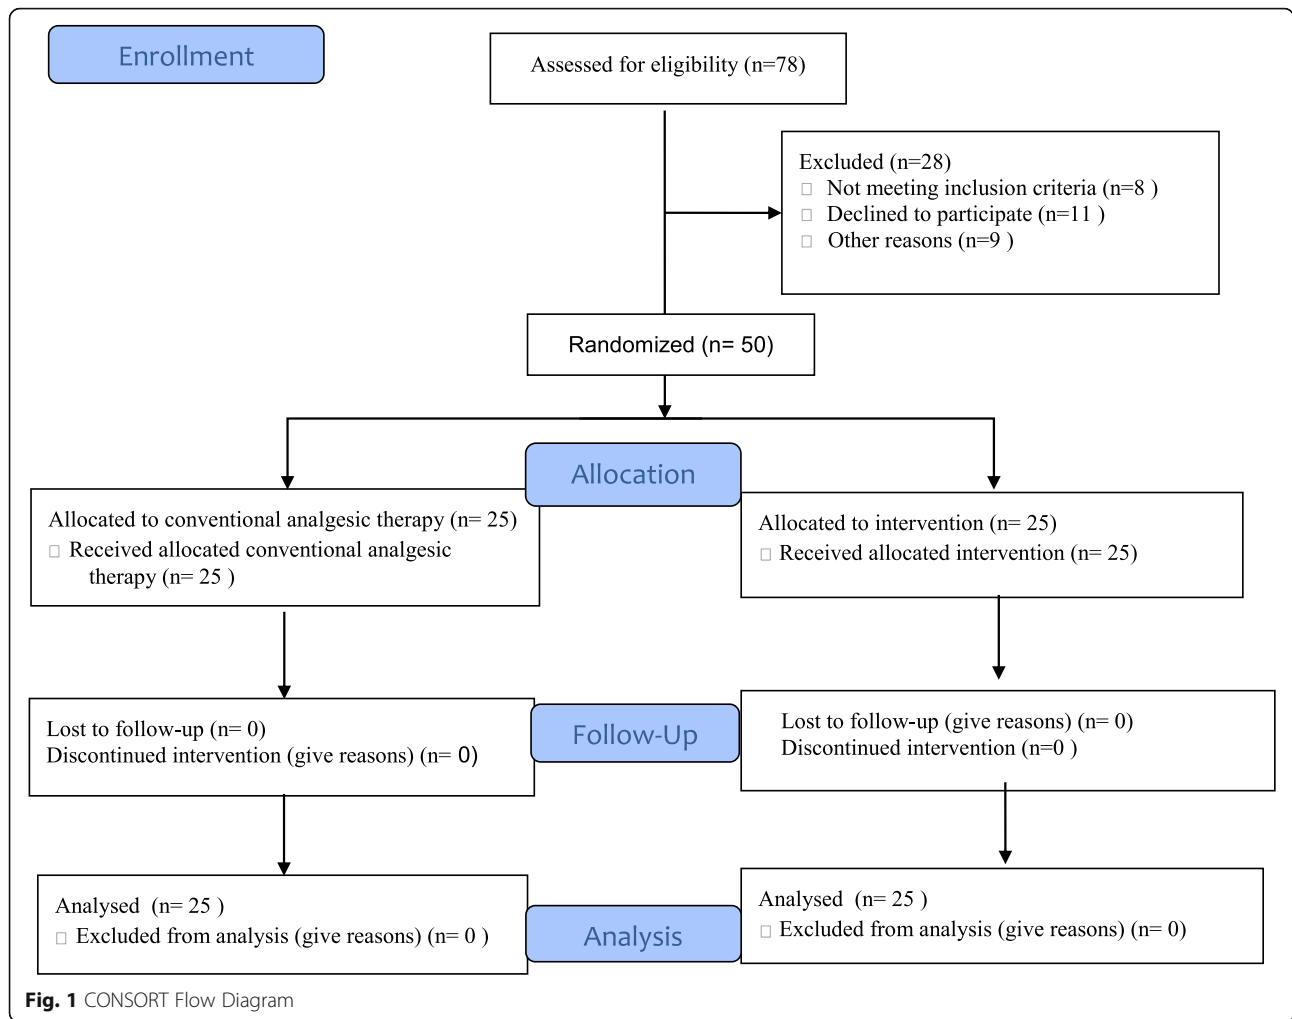 Enrollment
Assessed for eligibility (n=78)
Excluded (n=28)
□ Not meeting inclusion criteria (n=8 )
□ Declined to participate (n=11 )
□ Other reasons (n=9 )
Randomized (n= 50)
Allocation
Allocated to conventional analgesic therapy (n= 25)
□ Received allocated conventional analgesic
therapy (n= 25 )
Allocated to intervention (n= 25)
□ Received allocated intervention (n= 25)
Follow-Up
Lost to follow-up (n= 0)
Discontinued intervention (give reasons) (n= 0)
Lost to follow-up (give reasons) (n= 0)
Discontinued intervention (n=0 )
Analysis
Analysed (n= 25 )
□ Excluded from analysis (give reasons) (n= 0 )
Analysed (n= 25 )
□ Excluded from analysis (give reasons) (n= 0)
Fig. 1 CONSORT Flow Diagram